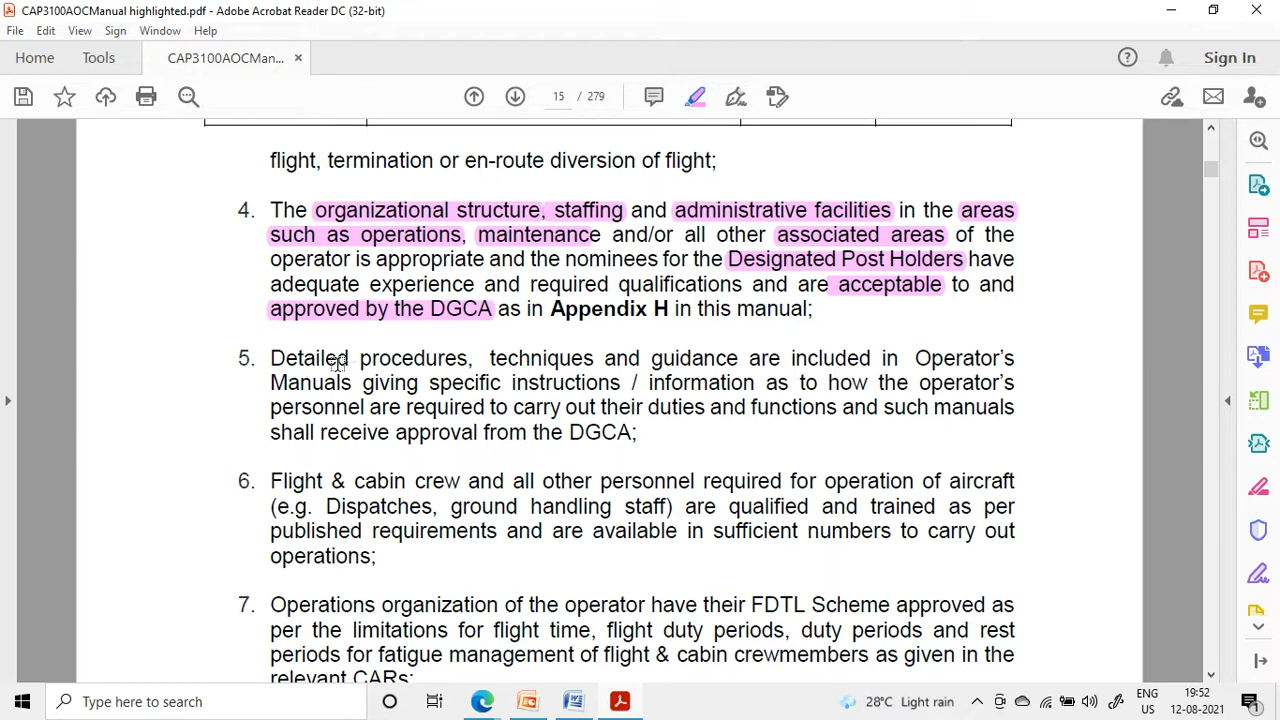 CAP3100AOCManual highlighted.pdf - Adobe Acrobat Reader DC (32-bit)
File Edit View Sign Window Help
Home Tools CAP3100AOCMan... × Sign In
15 / 279
flight, termination or en-route diversion of flight;
4. The organizational structure, staffing and administrative facilities in the areas
such as operations, maintenance and/or all other associated areas of the
operator is appropriate and the nominees for the Designated Post Holders have
adequate experience and required qualifications and are acceptable to and
approved by the DGCA as in Appendix H in this manual;
5. Detailed procedures, techniques and guidance are included in Operator's
Manuals giving specific instructions / information as to how the operator's
personnel are required to carry out their duties and functions and such manuals
shall receive approval from the DGCA;
6. Flight & cabin crew and all other personnel required for operation of aircraft
(e.g. Dispatches, ground handling staff) are qualified and trained as per
published requirements and are available in sufficient numbers to carry out
operations;
7. Operations organization of the operator have their FDTL Scheme approved as
per the limitations for flight time, flight duty periods, duty periods and rest
periods for fatigue management of flight & cabin crewmembers as given in the
relevant CARs;
Type here to search 28°C Light rain ENG US 19:52 12-08-2021